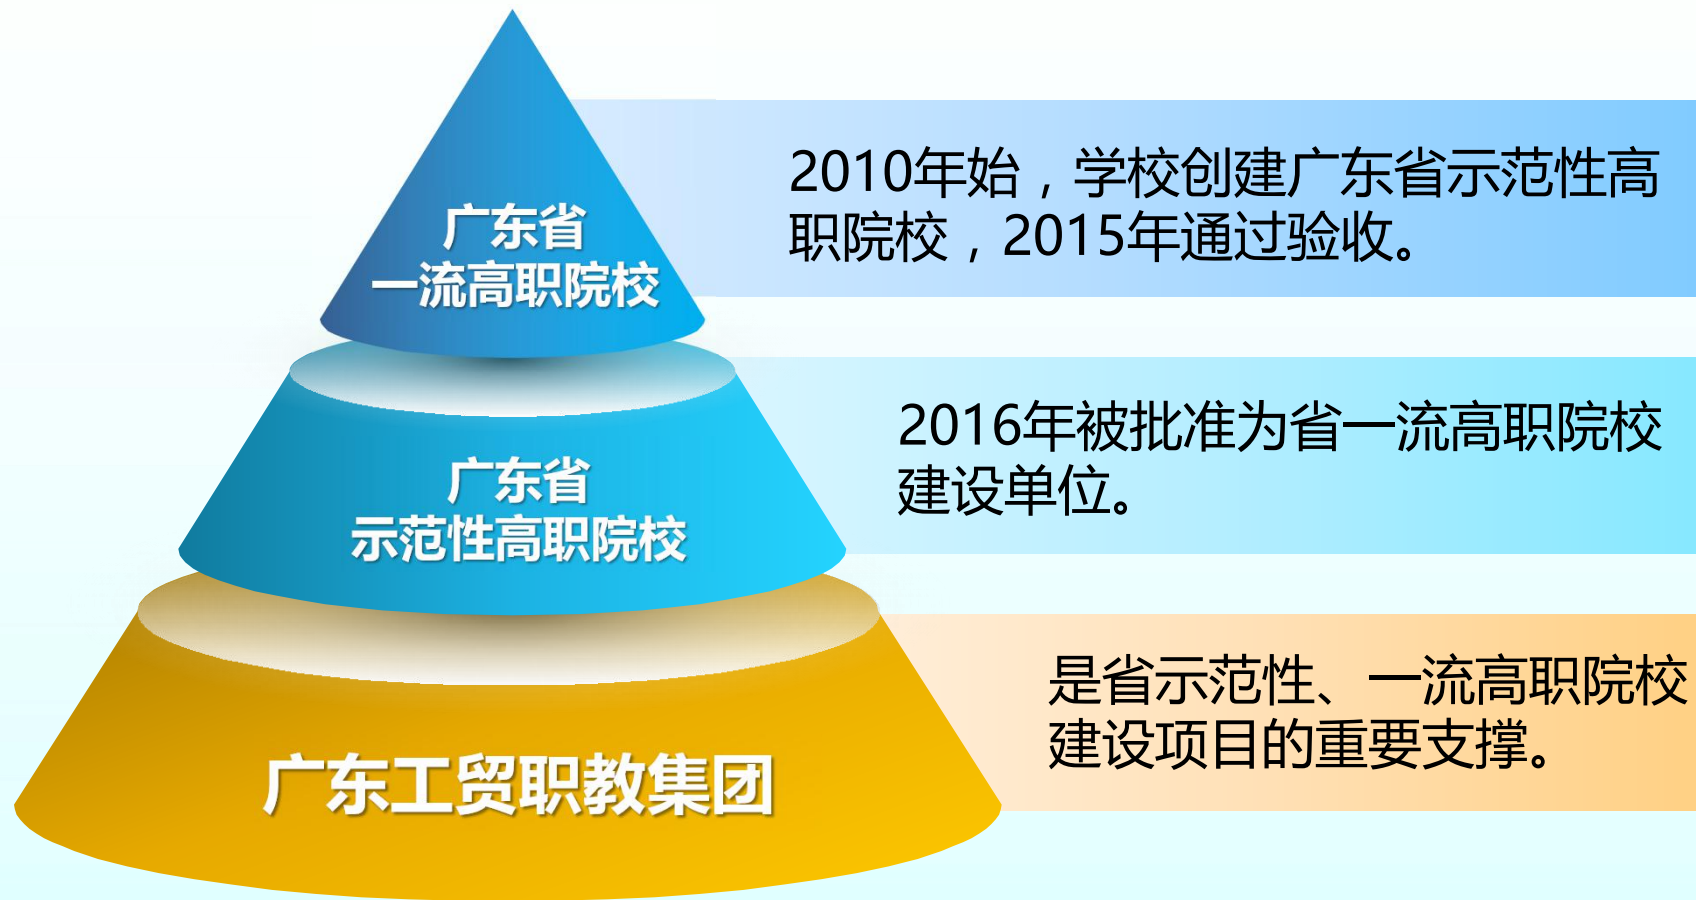 广东省
一流高职院校
2010年始，学校创建广东省示范性高
职院校，2015年通过验收。
广东省
示范性高职院校
2016年被批准为省一流高职院校
建设单位。
广东工贸职教集团
是省示范性、一流高职院校
建设项目的重要支撑。